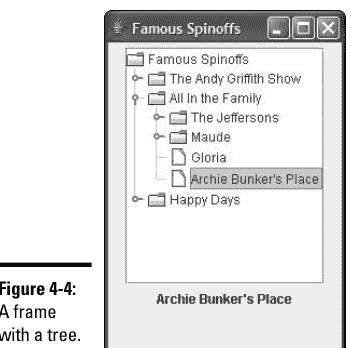 Famous Spinoffs
Famous Spinoffs
The Andy Griffith Show
All In the Family
The Jeffersons
Maude
Gloria
Archie Bunker's Place
Happy Days
Archie Bunker's Place
Figure 4-4:
A frame
with a tree.